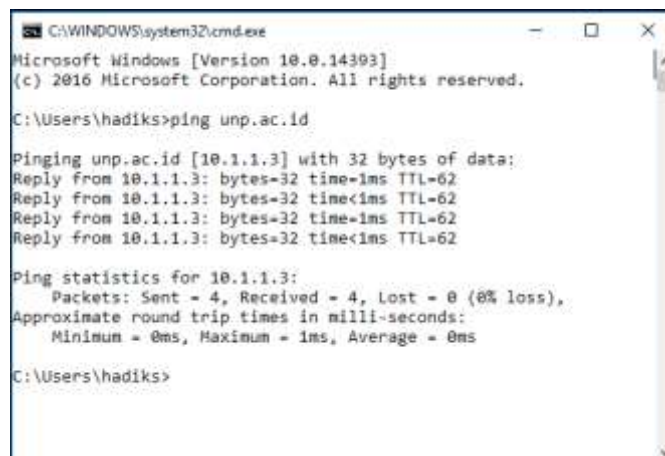 C:\WINDOWS\system32\cmd.exe
Microsoft Windows [Version 10.0.14393]
(c) 2016 Microsoft Corporation. All rights reserved.
C:\Users\hadiks>ping unp.ac.id
Pinging unp.ac.id [10.1.1.3] with 32 bytes of data:
Reply from 10.1.1.3: bytes=32 time=1ms TTL=62
Reply from 10.1.1.3: bytes=32 time<1ms TTL=62
Reply from 10.1.1.3: bytes=32 time=1ms TTL=62
Reply from 10.1.1.3: bytes=32 time<1ms TTL=62
Ping statistics for 10.1.1.3:
Packets: Sent = 4, Received = 4, Lost = 0 (0% loss),
Approximate round trip times in milli-seconds:
Minimum = 0ms, Maximum = 1ms, Average = 0ms
C:\Users\hadiks>